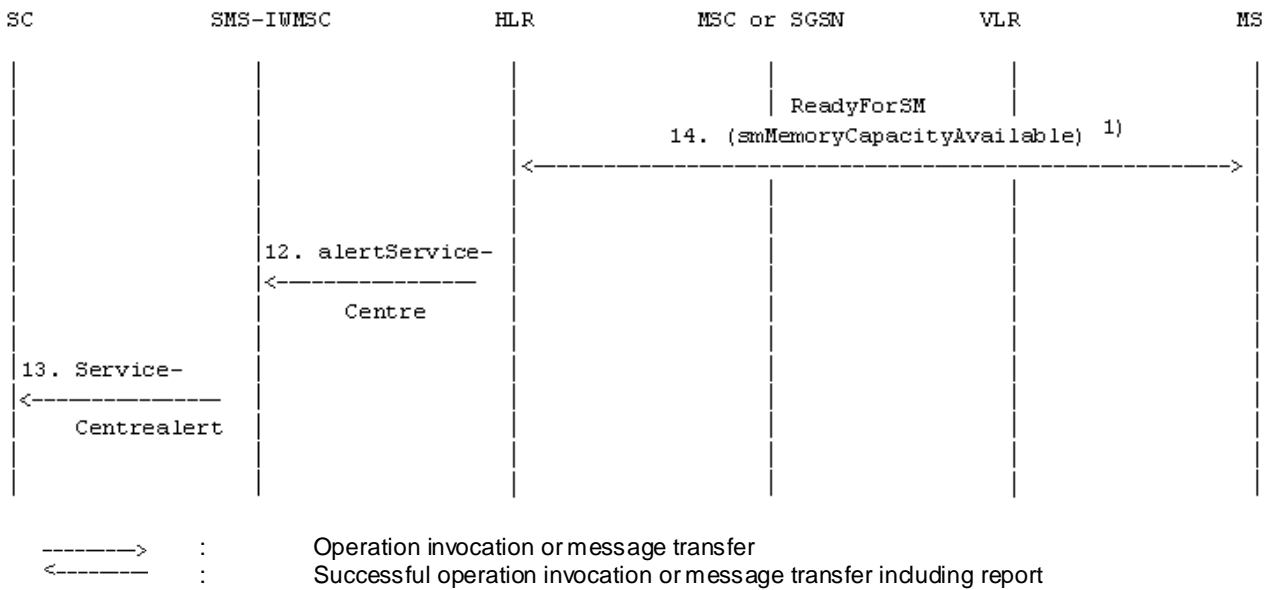 SC SMS-IWMSC HLR MSC or SGSN VLR MS
ReadyForSM
14. (smMemoryCapacityAvailable) 1)
12. alertService-
Centre
13. Service-
Centrealert
: Operation invocation or message transfer
: Successful operation invocation or message transfer including report